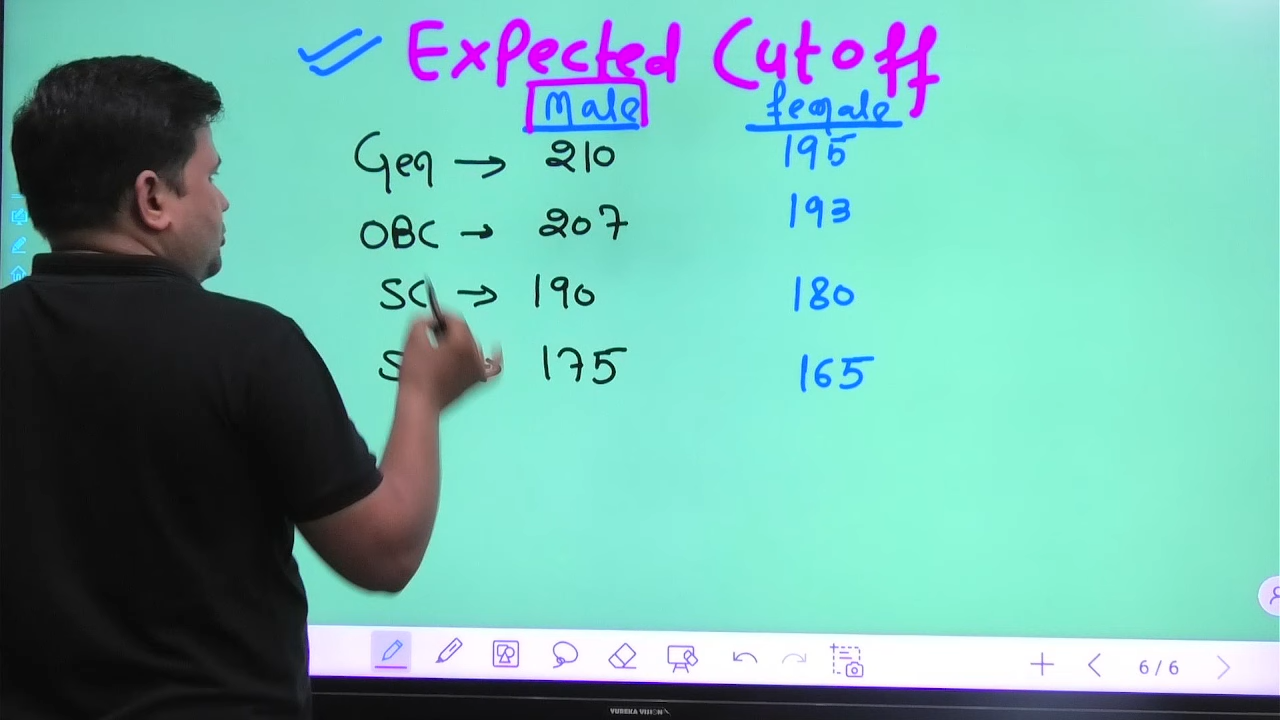 Expected Cutoff
Male female
Gen → 210 195
OBC → 207 193
SC → 190 180
175 165
6/6